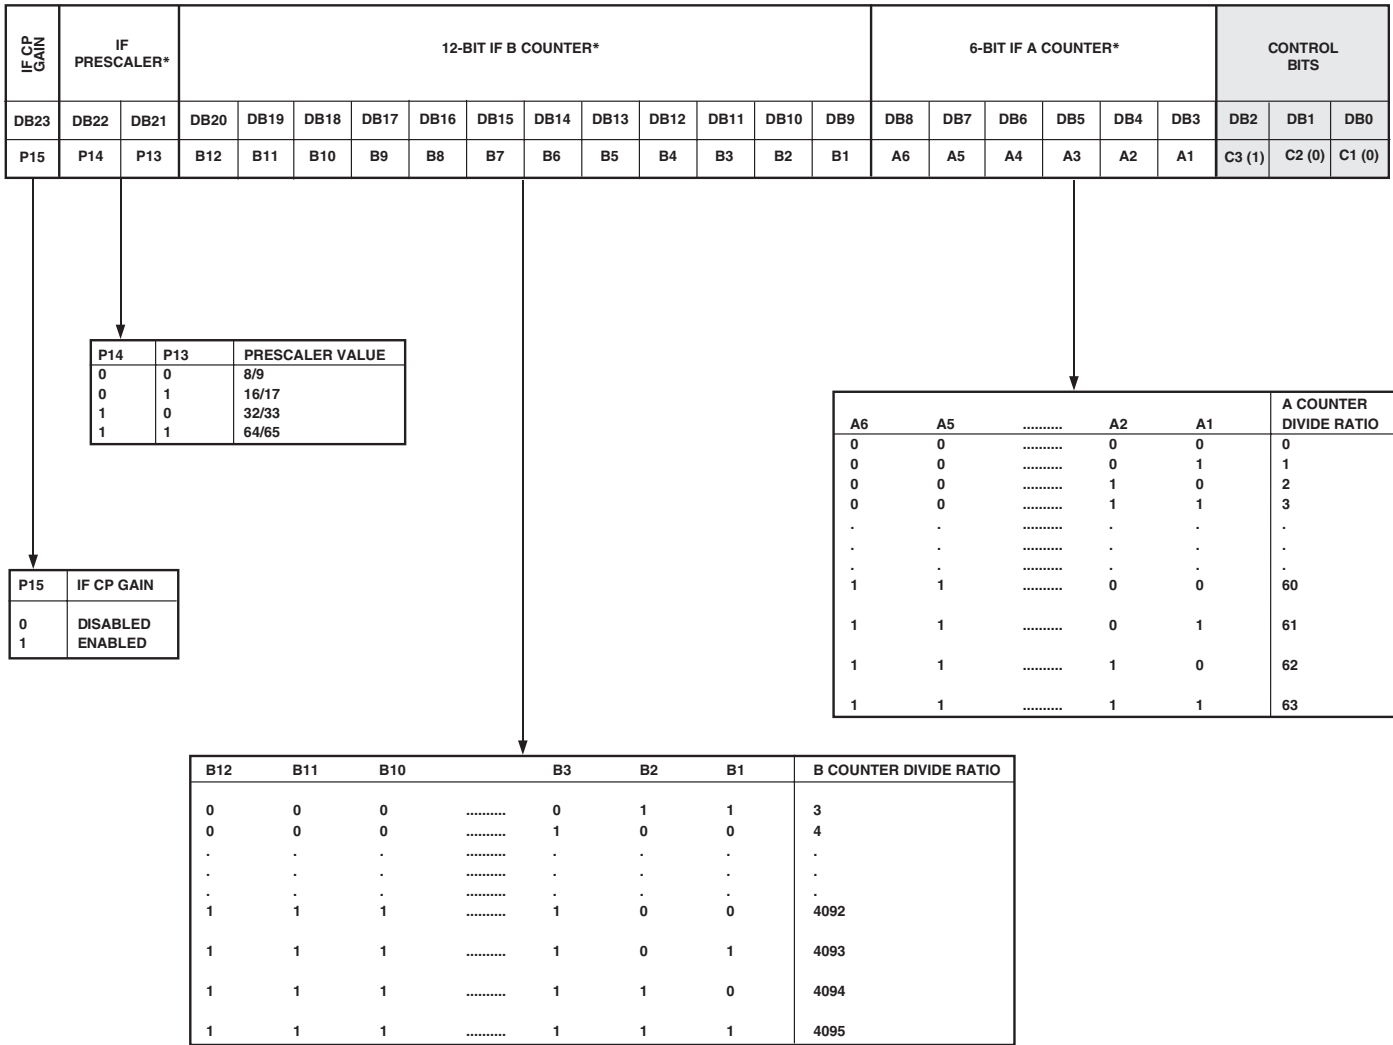 IF CP GAIN IF PRESCALER* 12-BIT IF B COUNTER* 6-BIT IF A COUNTER* CONTROL BITS
DB23 DB22 DB21 DB20 DB19 DB18 DB17 DB16 DB15 DB14 DB13 DB12 DB11 DB10 DB9 DB8 DB7 DB6 DB5 DB4 DB3 DB2 DB1 DB0
P15 P14 P13 B12 B11 B10 B9 B8 B7 B6 B5 B4 B3 B2 B1 A6 A5 A4 A3 A2 A1 C3 (1) C2 (0) C1 (0)
P14 P13 PRESCALER VALUE
0 0 8/9
0 1 16/17
1 0 32/33
1 1 64/65
A6 A5 .......... A2 A1 A COUNTER DIVIDE RATIO
0 0 .......... 0 0 0
0 0 .......... 0 1 1
0 0 .......... 1 0 2
0 0 .......... 1 1 3
. . .......... . . .
. . .......... . . .
. . .......... . . .
1 1 .......... 0 0 60
1 1 .......... 0 1 61
1 1 .......... 1 0 62
1 1 .......... 1 1 63
P15 IF CP GAIN
0 DISABLED
1 ENABLED
B12 B11 B10 B3 B2 B1 B COUNTER DIVIDE RATIO
0 0 0 .......... 0 1 1 3
0 0 0 .......... 1 0 0 4
. . . .......... . . . .
. . . .......... . . . .
. . . .......... . . . .
1 1 1 .......... 1 0 0 4092
1 1 1 .......... 1 0 1 4093
1 1 1 .......... 1 1 0 4094
1 1 1 .......... 1 1 1 4095